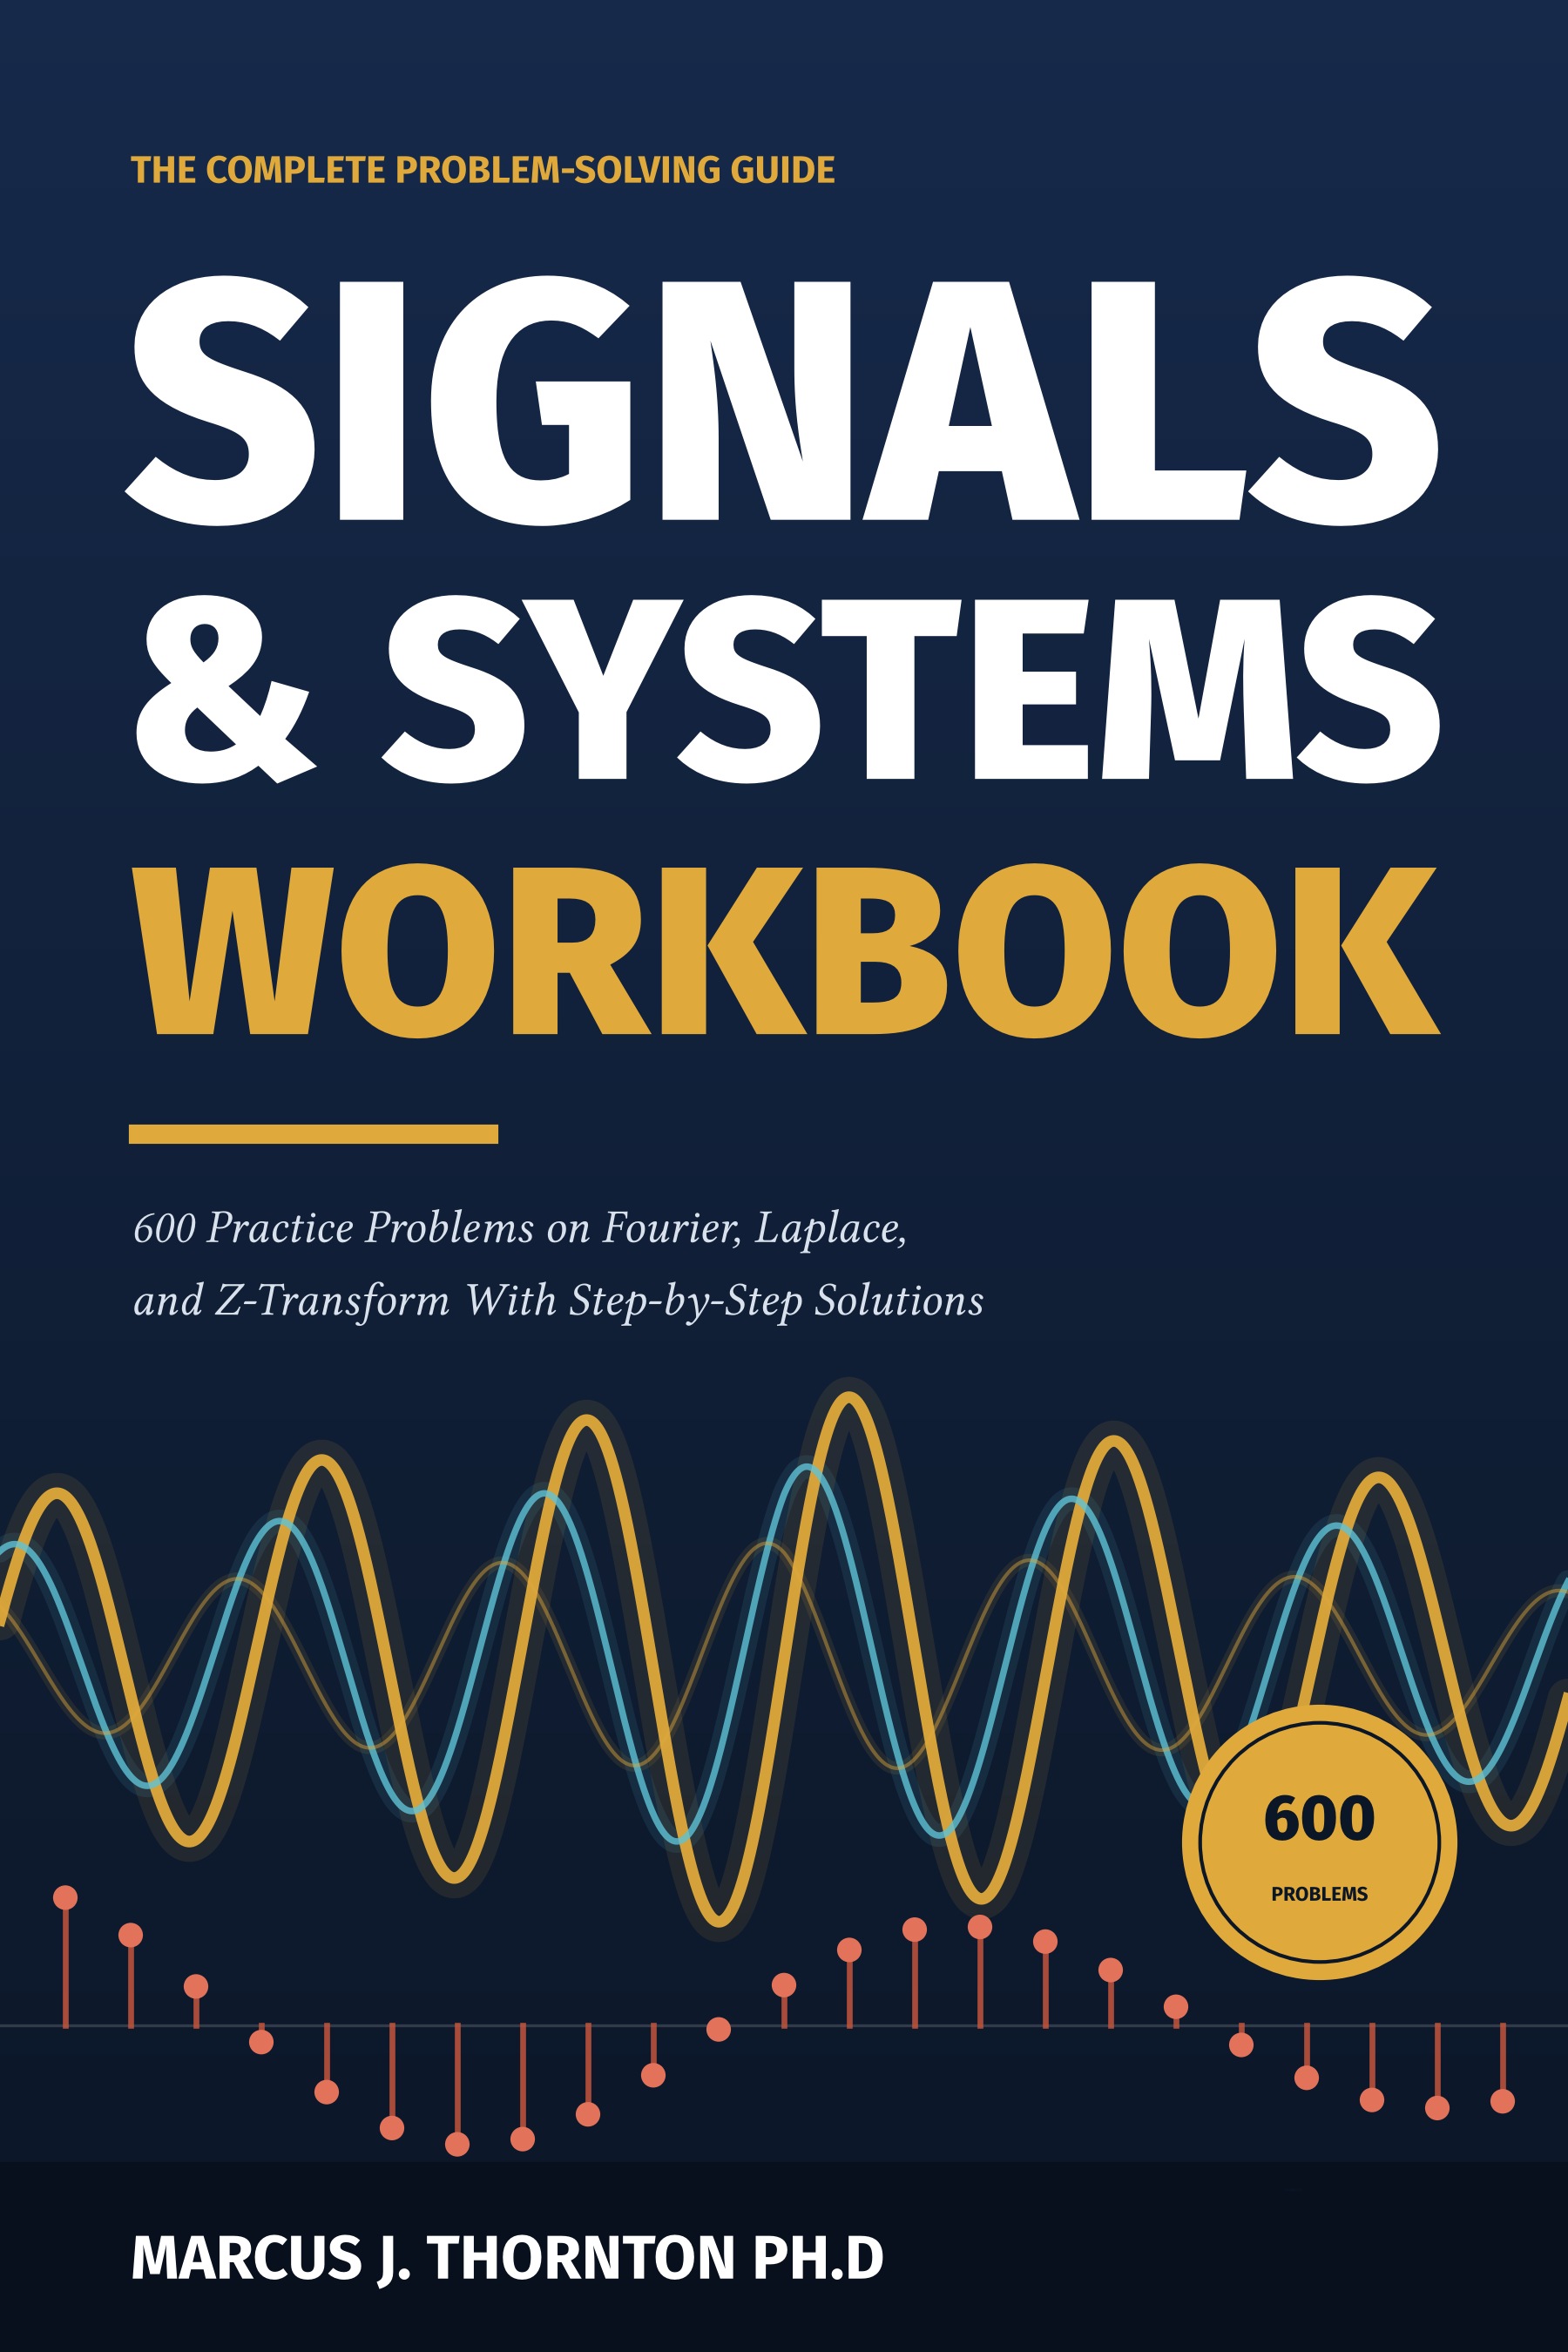 THE COMPLETE PROBLEM-SOLVING GUIDE
SIGNALS
& SYSTEMS
WORKBOOK
600 Practice Problems on Fourier, Laplace,
and Z-Transform With Step-by-Step Solutions
600
PROBLEMS
MARCUS J. THORNTON PH.D